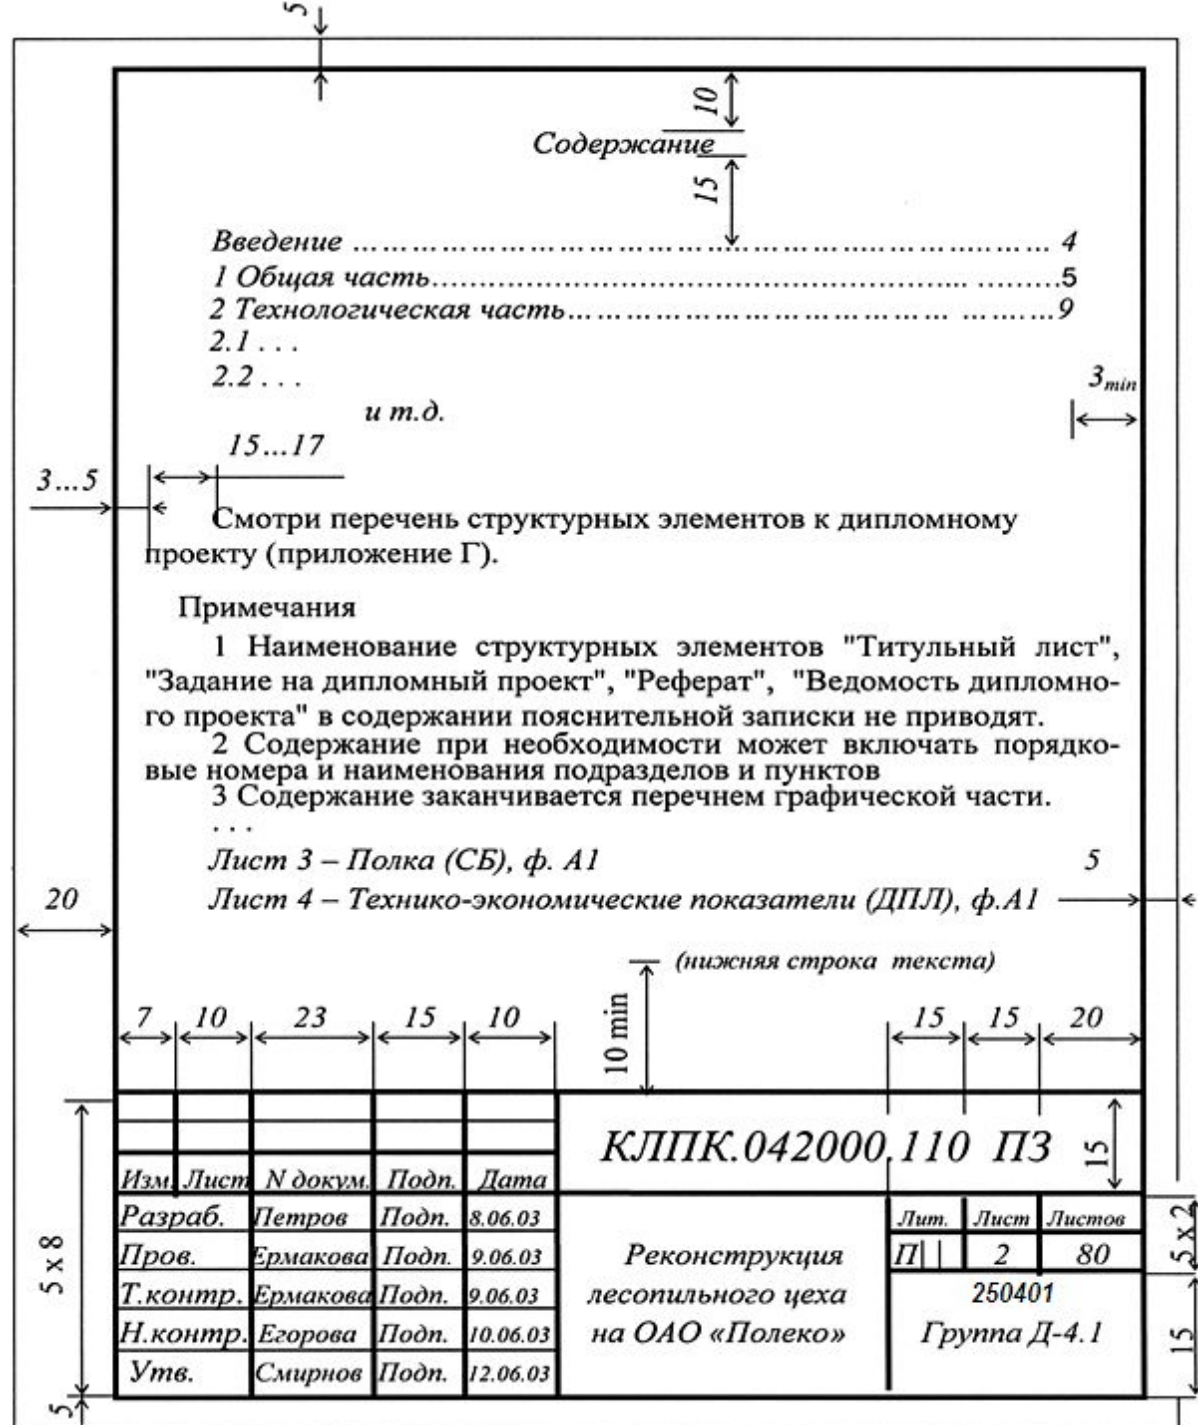 5
10
Содержание
15
Введение ................................................ 4
1 Общая часть................................................5
2 Технологическая часть................................................9
2.1 . . .
2.2 . . .
3min
и т.д.
15...17
3...5
Смотри перечень структурных элементов к дипломному
проекту (приложение Г).
Примечания
1 Наименование структурных элементов "Титульный лист",
"Задание на дипломный проект", "Реферат", "Ведомость дипломно-
го проекта" в содержании пояснительной записки не приводят.
2 Содержание при необходимости может включать порядко-
вые номера и наименования подразделов и пунктов
3 Содержание заканчивается перечнем графической части.
. . .
Лист 3 – Полка (СБ), ф. А1 5
20 Лист 4 – Технико-экономические показатели (ДПЛ), ф.А1
(нижняя строка текста)
10 min
7 10 23 15 10 15 15 20
КЛПК.042000.110 ПЗ 15
Изм. Лист N докум. Подп. Дата
Разраб. Петров Подп. 8.06.03 Лит. Лист Листов
5 x 2
Пров. Ермакова Подп. 9.06.03 Реконструкция П 2 80
5 x 8
Т.контр. Ермакова Подп. 9.06.03 лесопильного цеха 250401
Н.контр. Егорова Подп. 10.06.03 на ОАО «Полеко» Группа Д-4.1
15
Утв. Смирнов Подп. 12.06.03
5